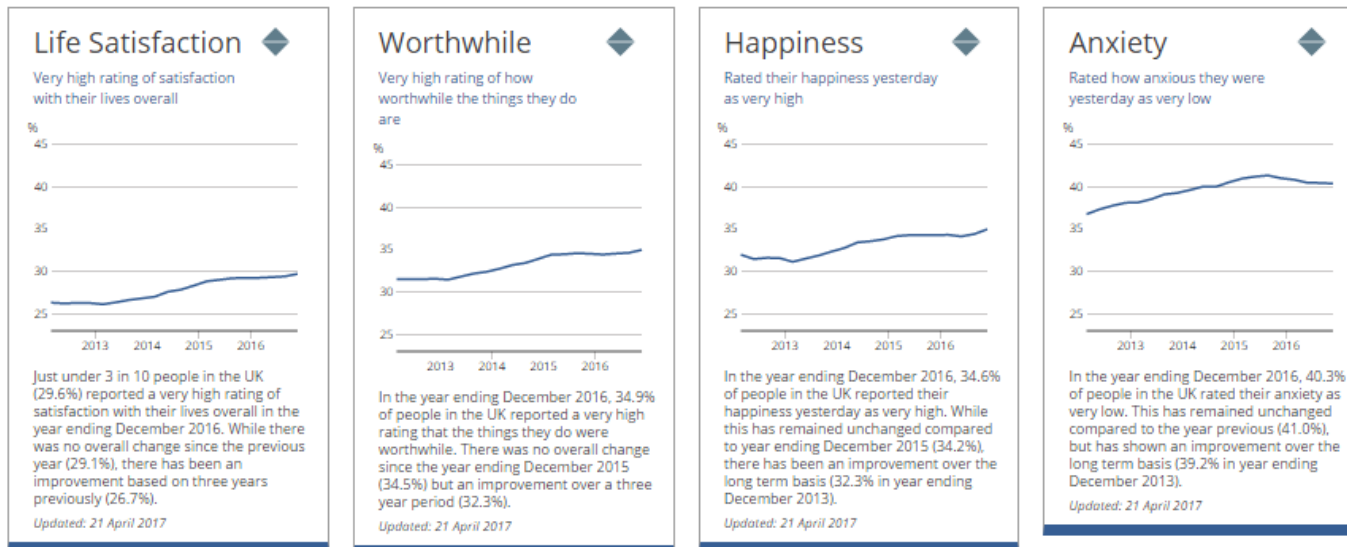 Life Satisfaction
Very high rating of satisfaction
with their lives overall
%
45
40
35
30
25
2013 2014 2015 2016
Just under 3 in 10 people in the UK
(29.6%) reported a very high rating of
satisfaction with their lives overall in the
year ending December 2016. While there
was no overall change since the previous
year (29.1%), there has been an
improvement based on three years
previously (26.7%).
Updated: 21 April 2017
Worthwhile
Very high rating of how
worthwhile the things they do
are
%
45
40
35
30
25
2013 2014 2015 2016
In the year ending December 2016, 34.9%
of people in the UK reported a very high
rating that the things they do were
worthwhile. There was no overall change
since the year ending December 2015
(34.5%) but an improvement over a three
year period (32.3%).
Updated: 21 April 2017
Happiness
Rated their happiness yesterday
as very high
%
45
40
35
30
25
2013 2014 2015 2016
In the year ending December 2016, 34.6%
of people in the UK reported their
happiness yesterday as very high. While
this has remained unchanged compared
to year ending December 2015 (34.2%),
there has been an improvement over the
long term basis (32.3% in year ending
December 2013).
Updated: 21 April 2017
Anxiety
Rated how anxious they were
yesterday as very low
%
45
40
35
30
25
2013 2014 2015 2016
In the year ending December 2016, 40.3%
of people in the UK rated their anxiety as
very low. This has remained unchanged
compared to the year previous (41.0%),
but has shown an improvement over the
long term basis (39.2% in year ending
December 2013).
Updated: 21 April 2017